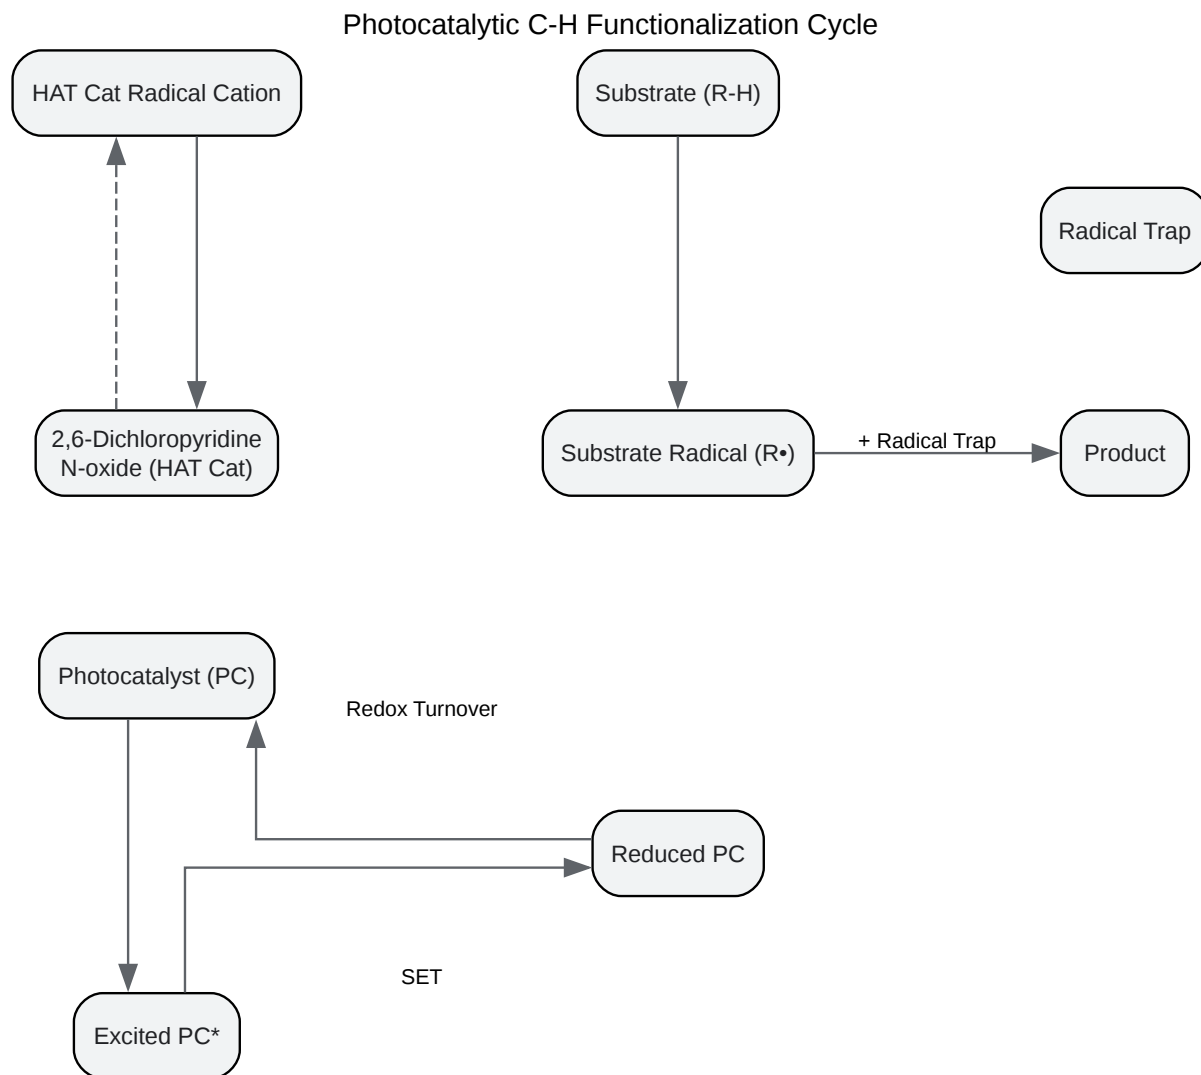 Photocatalytic C-H Functionalization Cycle
HAT Cat Radical Cation
Substrate (R-H)
Radical Trap
2,6-Dichloropyridine
N-oxide (HAT Cat)
Substrate Radical (R•)
+ Radical Trap
Product
Photocatalyst (PC)
Redox Turnover
Reduced PC
SET
Excited PC*